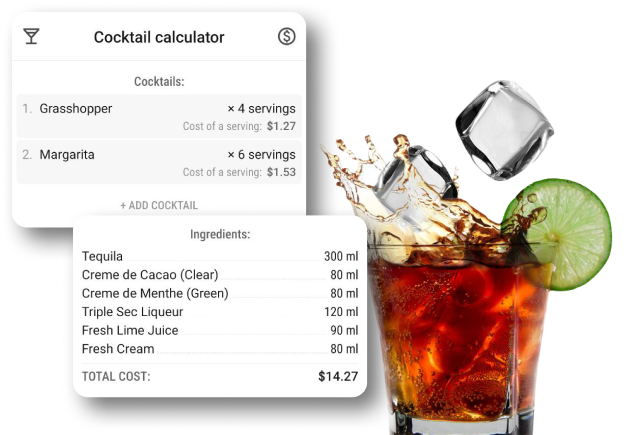 Cocktail calculator
Cocktails:
1. Grasshopper × 4 servings
Cost of a serving: $1.27
2. Margarita × 6 servings
Cost of a serving: $1.53
+ ADD COCKTAIL
Ingredients:
Tequila 300 ml
Creme de Cacao (Clear) 80 ml
Creme de Menthe (Green) 80 ml
Triple Sec Liqueur 120 ml
Fresh Lime Juice 90 ml
Fresh Cream 80 ml
TOTAL COST: $14.27